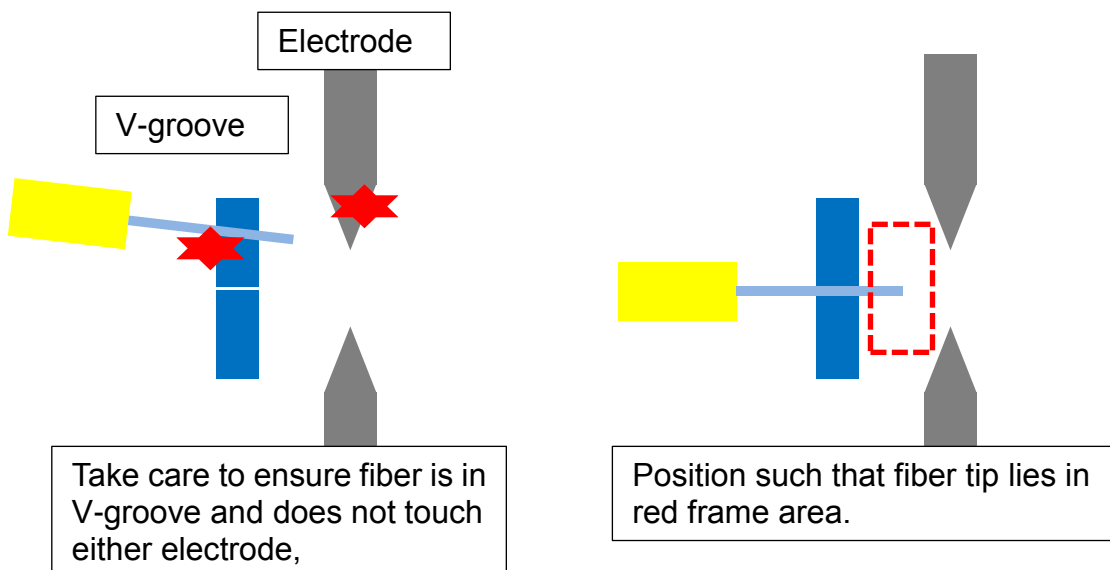 Electrode
V-groove
Take care to ensure fiber is in
V-groove and does not touch
either electrode,
Position such that fiber tip lies in
red frame area.